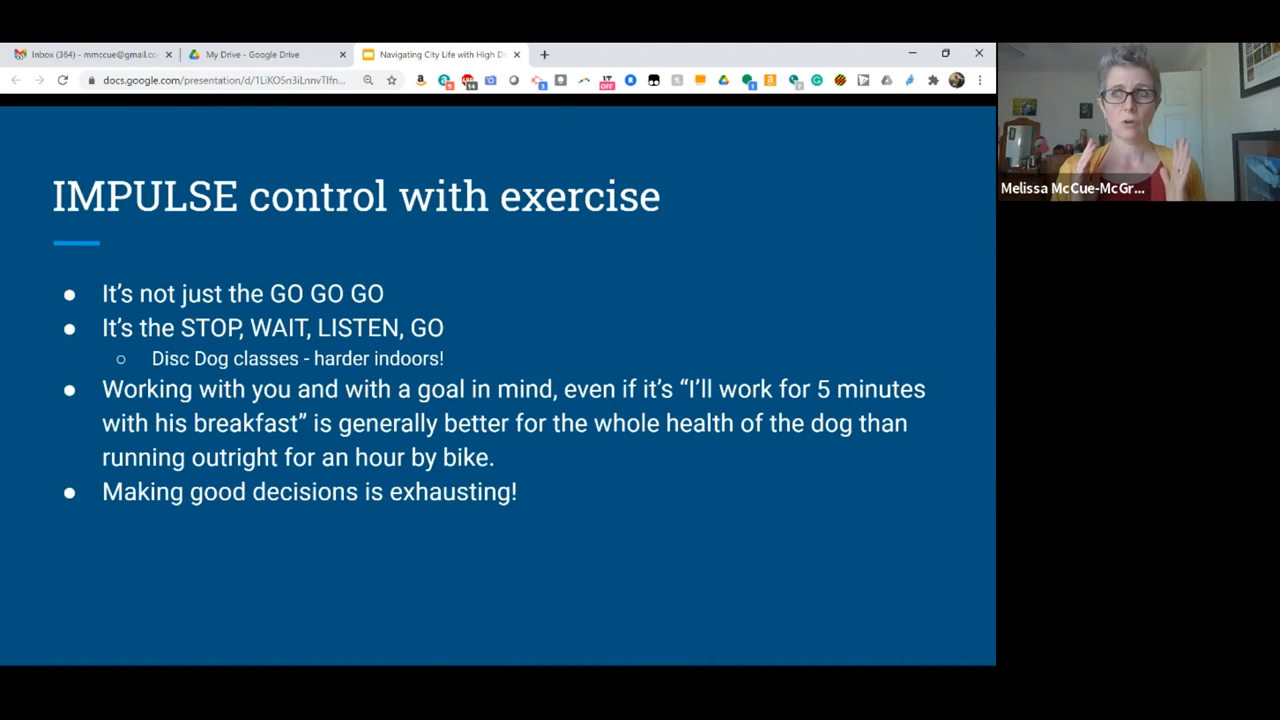 Inbox (364) - mmccue@gmail.co
My Drive - Google Drive
Navigating City Life with High D
docs.google.com/presentation/d/1LiKO5n3iLnnvTlfn...
OFF
Melissa McCue-McGr...
IMPULSE control with exercise
It’s not just the GO GO GO
It’s the STOP, WAIT, LISTEN, GO
Disc Dog classes - harder indoors!
Working with you and with a goal in mind, even if it’s “I’ll work for 5 minutes
with his breakfast” is generally better for the whole health of the dog than
running outright for an hour by bike.
Making good decisions is exhausting!